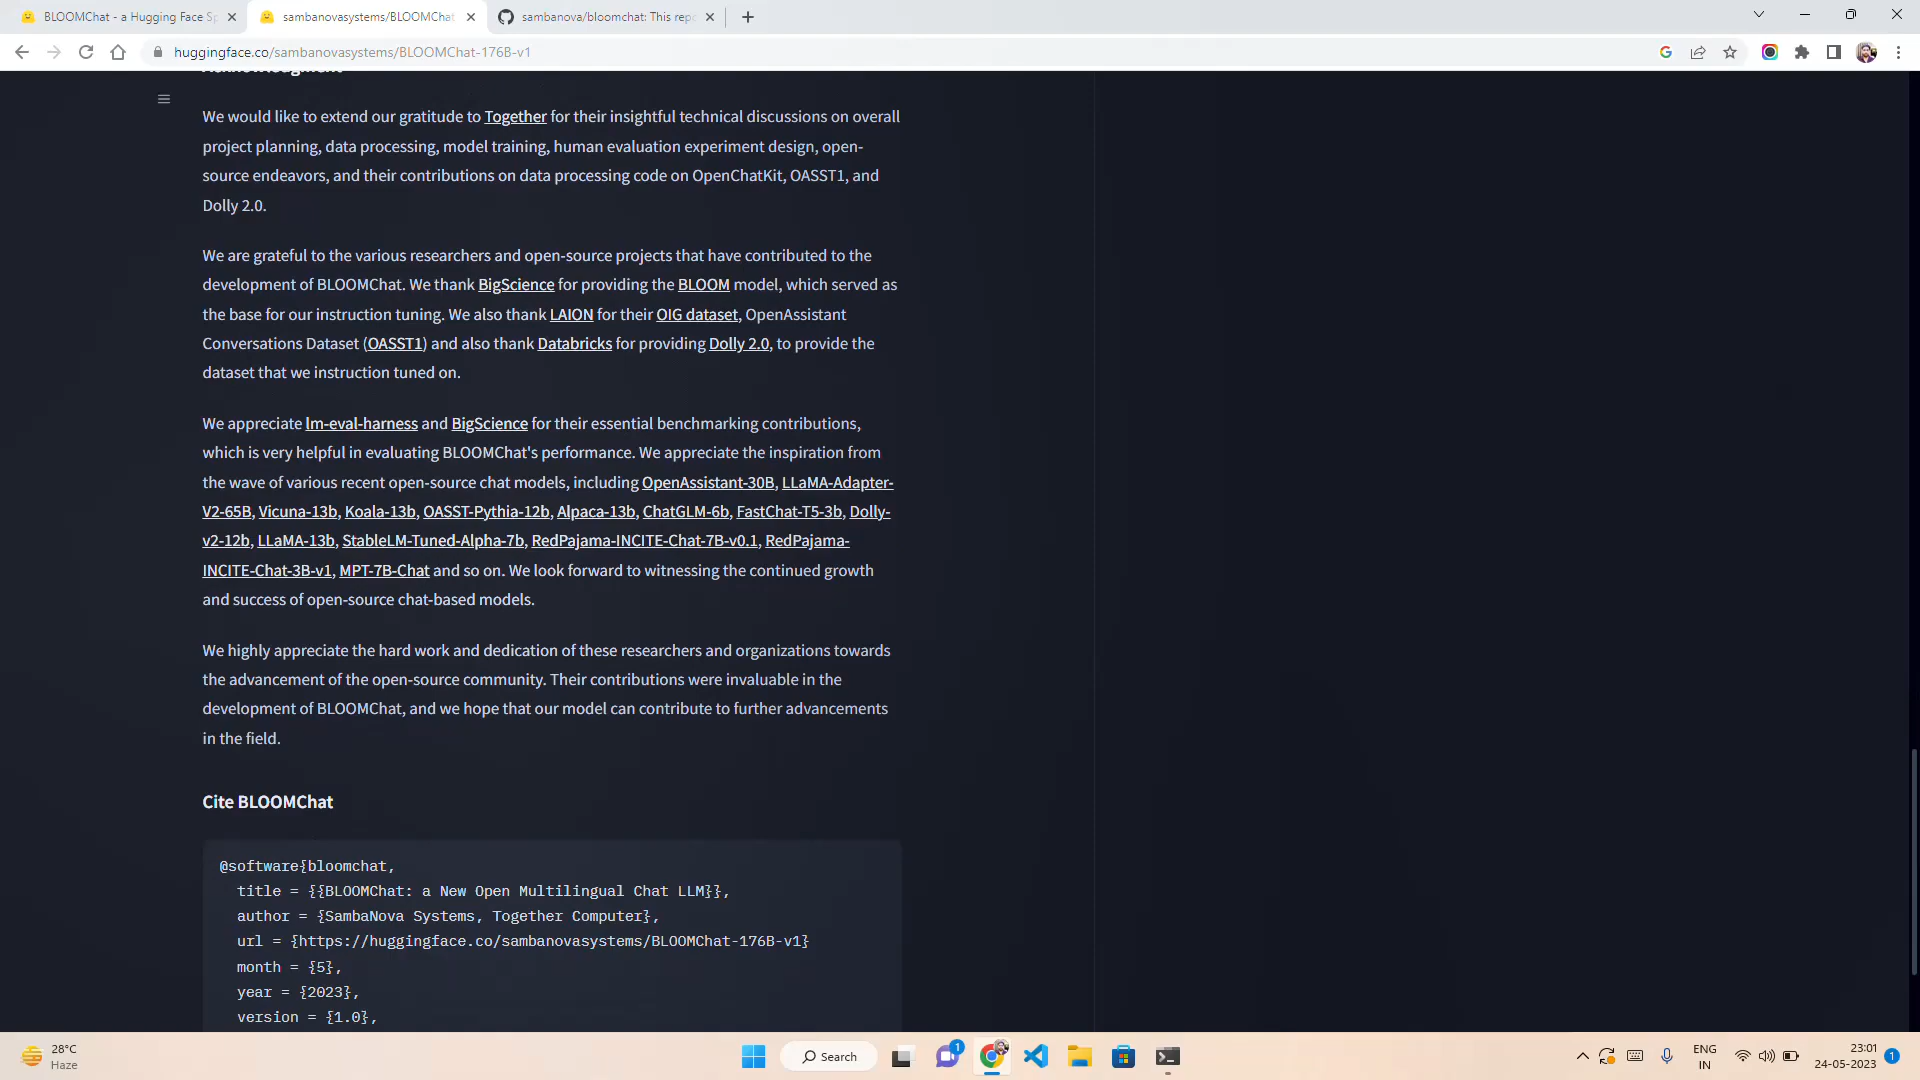 BLOOMChat - a Hugging Face Sp
sambanovasystems/BLOOMChat
sambanova/bloomchat: This repo
huggingface.co/sambanovasystems/BLOOMChat-176B-v1
Acknowledgment
We would like to extend our gratitude to Together for their insightful technical discussions on overall
project planning, data processing, model training, human evaluation experiment design, open-
source endeavors, and their contributions on data processing code on OpenChatKit, OASST1, and
Dolly 2.0.
We are grateful to the various researchers and open-source projects that have contributed to the
development of BLOOMChat. We thank BigScience for providing the BLOOM model, which served as
the base for our instruction tuning. We also thank LAION for their OIG dataset, OpenAssistant
Conversations Dataset (OASST1) and also thank Databricks for providing Dolly 2.0, to provide the
dataset that we instruction tuned on.
We appreciate lm-eval-harness and BigScience for their essential benchmarking contributions,
which is very helpful in evaluating BLOOMChat's performance. We appreciate the inspiration from
the wave of various recent open-source chat models, including OpenAssistant-30B, LLaMA-Adapter-
V2-65B, Vicuna-13b, Koala-13b, OASST-Pythia-12b, Alpaca-13b, ChatGLM-6b, FastChat-T5-3b, Dolly-
v2-12b, LLaMA-13b, StableLM-Tuned-Alpha-7b, RedPajama-INCITE-Chat-7B-v0.1, RedPajama-
INCITE-Chat-3B-v1, MPT-7B-Chat and so on. We look forward to witnessing the continued growth
and success of open-source chat-based models.
We highly appreciate the hard work and dedication of these researchers and organizations towards
the advancement of the open-source community. Their contributions were invaluable in the
development of BLOOMChat, and we hope that our model can contribute to further advancements
in the field.
Cite BLOOMChat
@software{bloomchat,
title = {{BLOOMChat: a New Open Multilingual Chat LLM}},
author = {SambaNova Systems, Together Computer},
url = {https://huggingface.co/sambanovasystems/BLOOMChat-176B-v1}
month = {5},
year = {2023},
version = {1.0},
28°C
Haze
Search
1
ENG
IN
23:01
24-05-2023
1